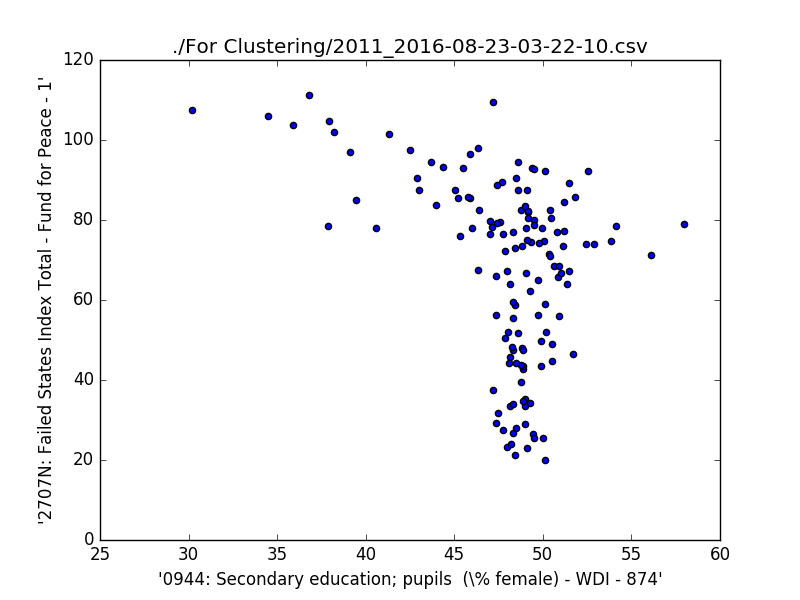 ./For Clustering/2011_2016-08-23-03-22-10.csv
120
100
80
60
40
20
0
'2707N: Failed States Index Total - Fund for Peace - 1'
25 30 35 40 45 50 55 60
'0944: Secondary education; pupils  (\% female) - WDI - 874'